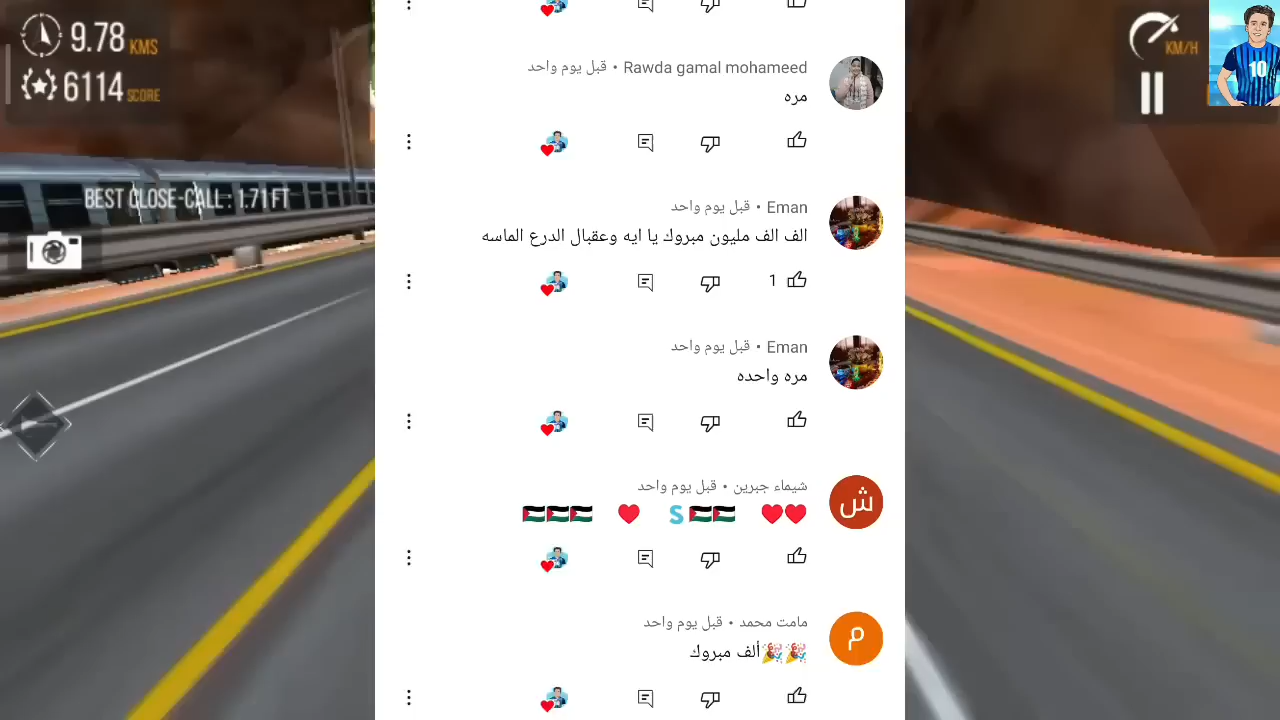 9.78 KMS
6114 SCORE
BEST CLOSE-CALL : 1.71 FT
KM/H
10
Rawda gamal mohameed • قبل يوم واحد
مره
Eman • قبل يوم واحد
الف الف مليون مبروك يا ايه وعقبال الدرع الماسه
1
Eman • قبل يوم واحد
مره واحده
ش
شيماء جبرين • قبل يوم واحد
❤️❤️ 🇵🇸🇵🇸S ❤️ 🇵🇸🇵🇸🇵🇸
م
مامت محمد • قبل يوم واحد
🎉🎉ألف مبروك